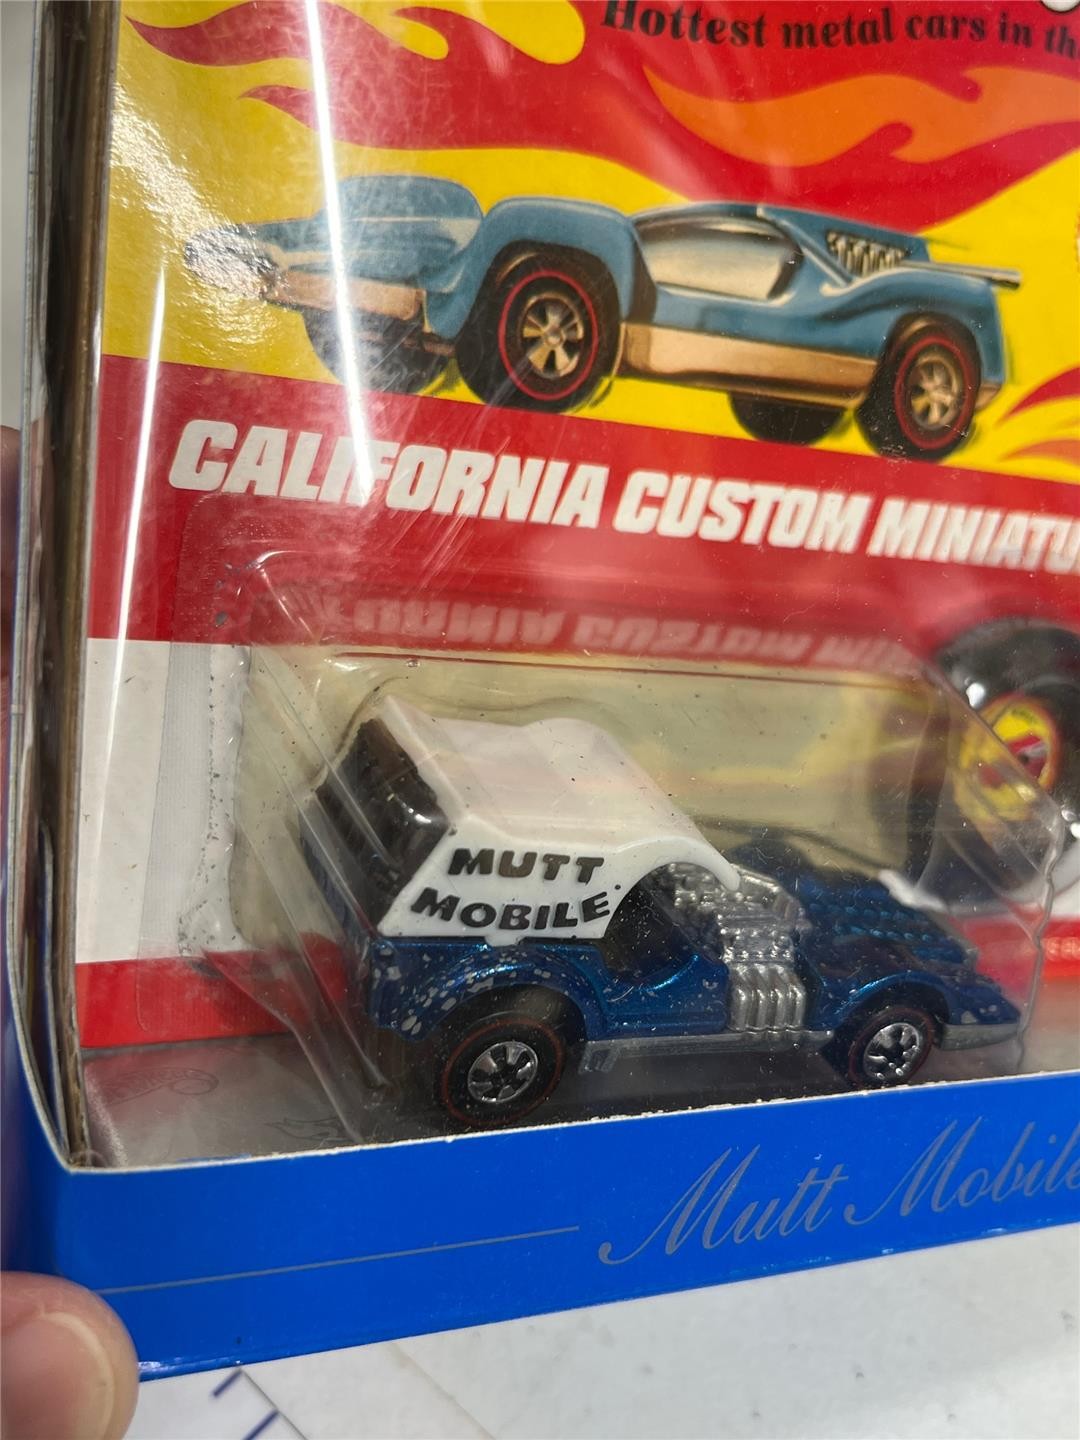 Hottest metal cars in th
CALIFORNIA CUSTOM MINIATU
MUTT
MOBILE
Mutt Mobile